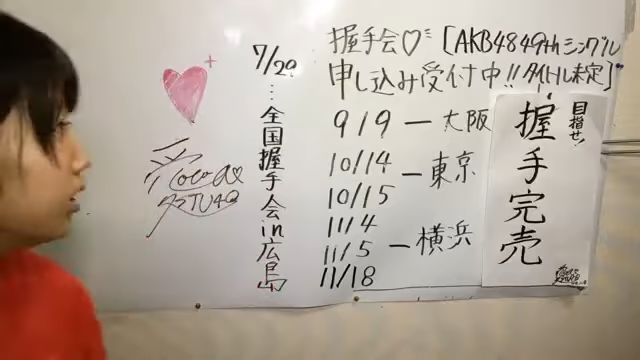 握手会♡ [AKB48 49thシングル
申し込み受付中!! タイトル未定]
7/29
…全国握手会in広島
9/9 ― 大阪
10/14
10/15
― 東京
11/4
11/5
11/18
― 横浜
目指せ!
握手完売